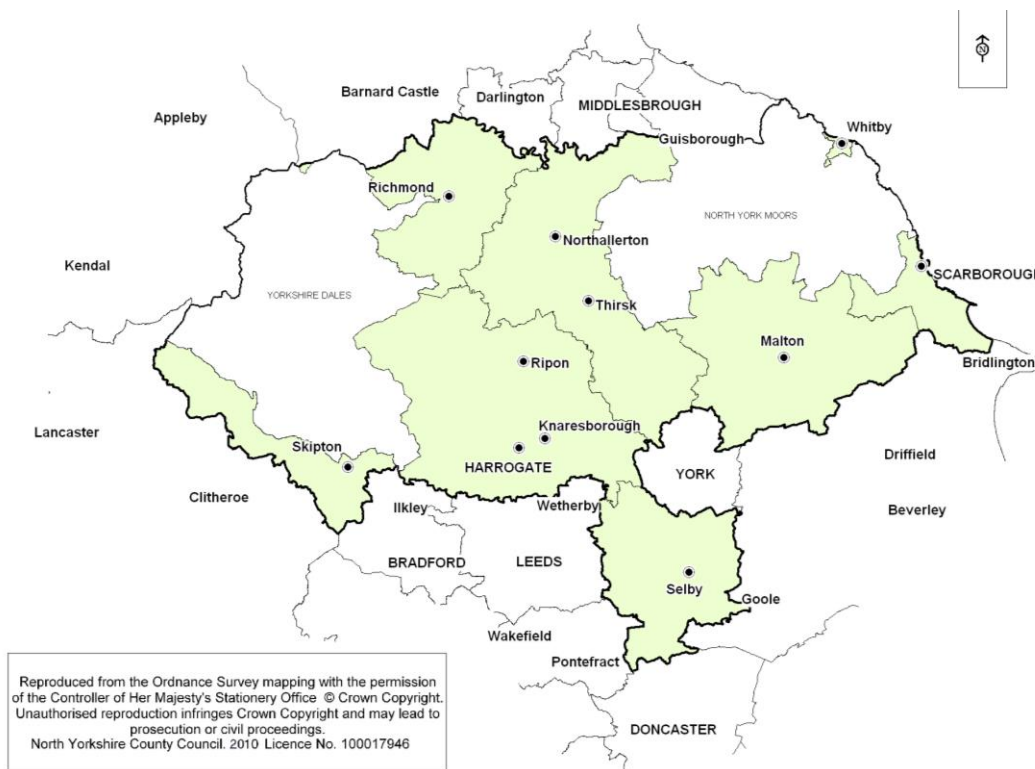 N
Barnard Castle
Darlington
MIDDLESBROUGH
Appleby
Whitby
Guisborough
Richmond
NORTH YORK MOORS
Northallerton
Kendal
SCARBOROUGH
YORKSHIRE DALES
Thirsk
Malton
Ripon
Bridlington
Lancaster
Knaresborough
Skipton
HARROGATE
Driffield
YORK
Clitheroe
Ilkley
Wetherby
Beverley
BRADFORD
LEEDS
Selby
Goole
Wakefield
Pontefract
DONCASTER
Reproduced from the Ordnance Survey mapping with the permission
of the Controller of Her Majesty's Stationery Office © Crown Copyright.
Unauthorised reproduction infringes Crown Copyright and may lead to
prosecution or civil proceedings.
North Yorkshire County Council. 2010 Licence No. 100017946